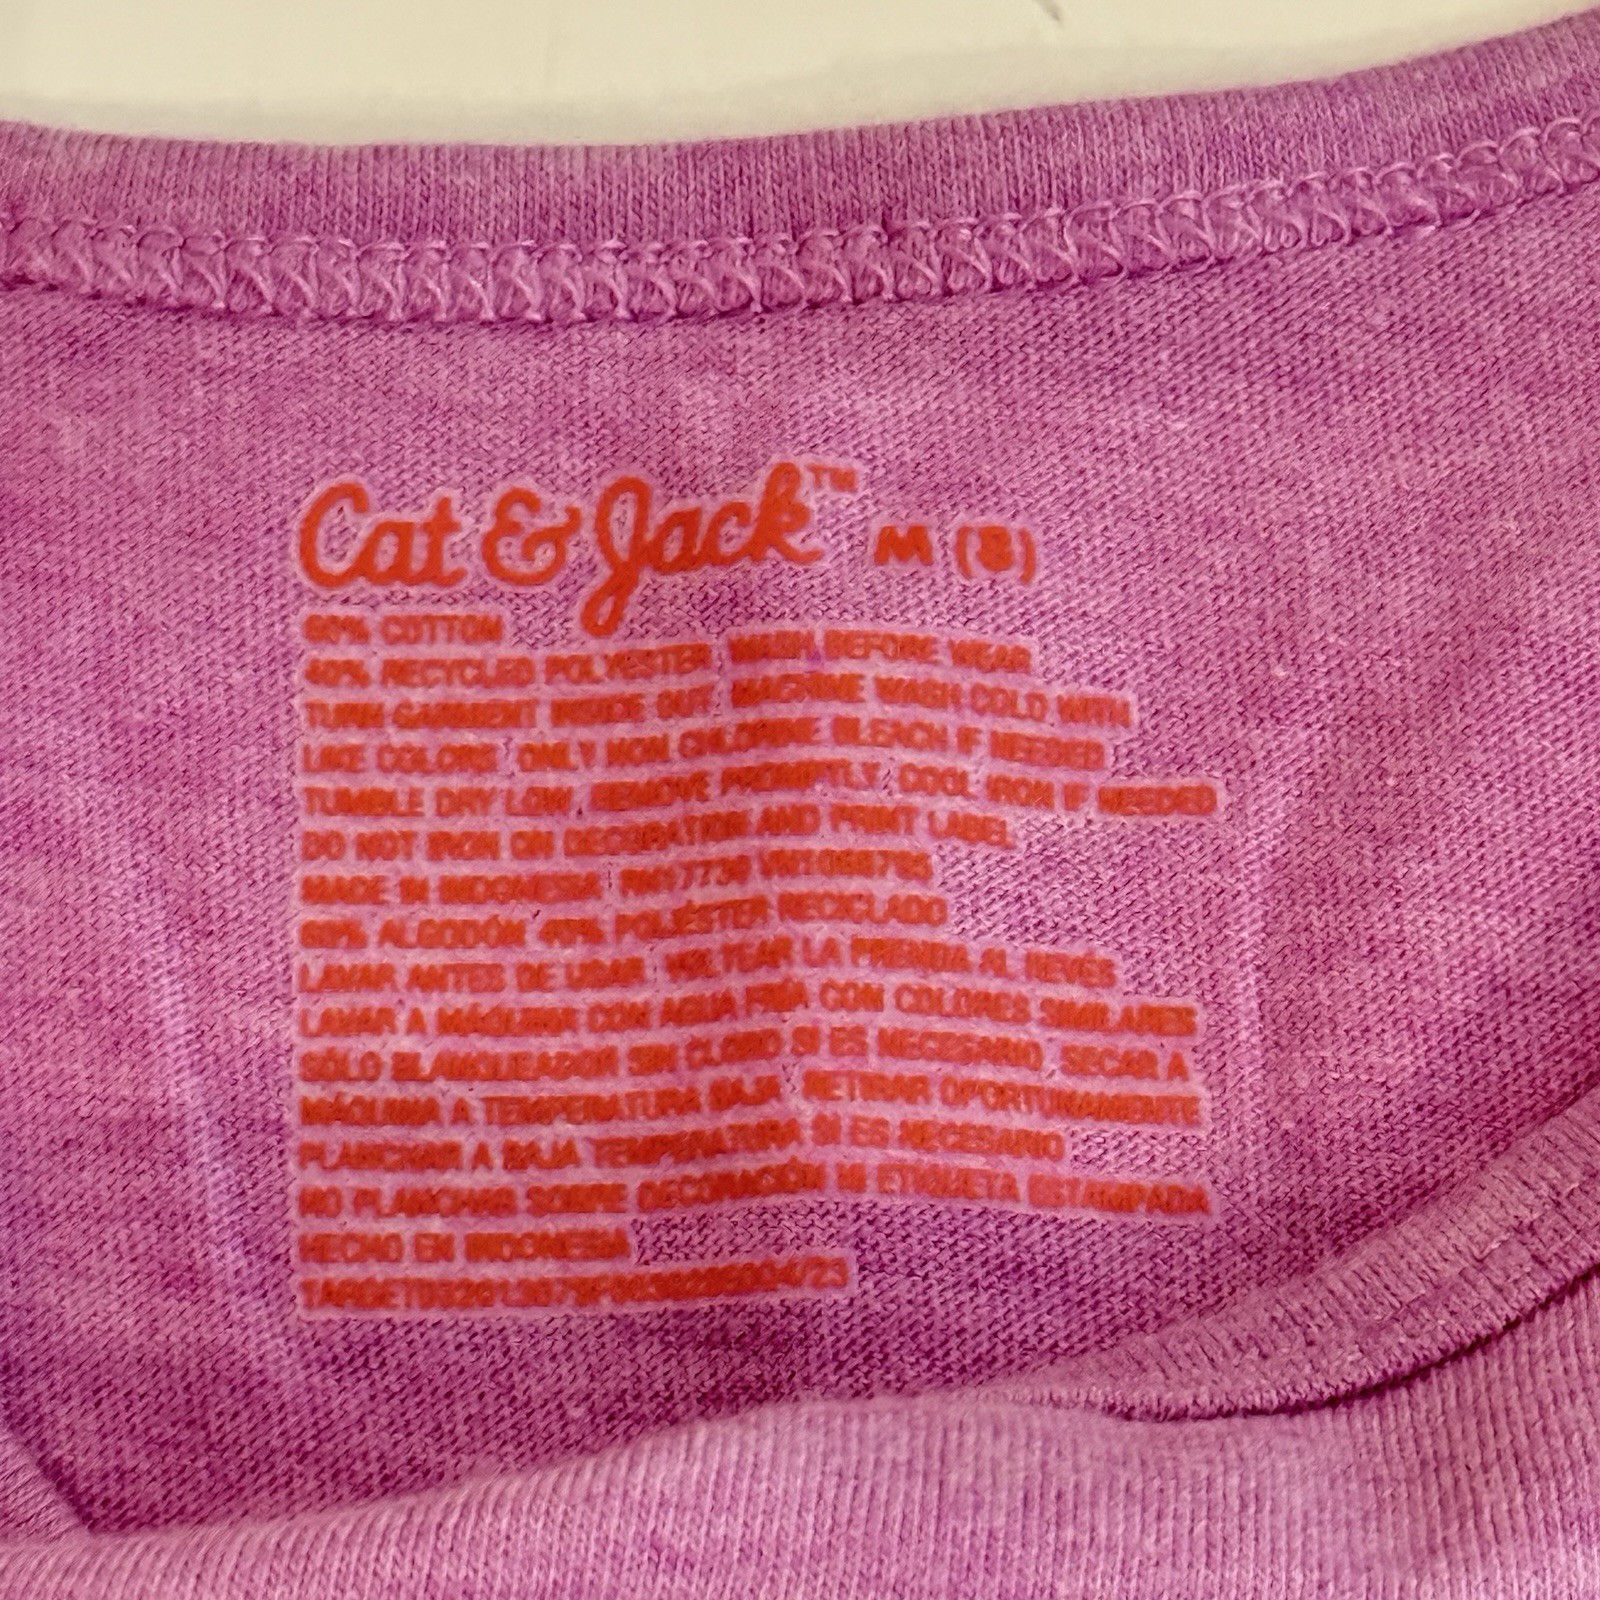 Cat & Jack™ M (8)
60% COTTON
40% RECYCLED POLYESTER, WASH BEFORE WEAR
TURN GARMENT INSIDE OUT, MACHINE WASH COLD WITH
LIKE COLORS, ONLY NON CHLORINE BLEACH IF NEEDED
TUMBLE DRY LOW, REMOVE PROMPTLY, COOL IRON IF NEEDED
DO NOT IRON ON DECORATION AND PRINT LABEL
MADE IN INDONESIA
60% ALGODÓN 40% POLIÉSTER RECICLADO
LAVAR ANTES DE USAR, VOLTEAR LA PRENDA AL REVÉS
LAVAR A MÁQUINA CON AGUA FRÍA CON COLORES SIMILARES
SÓLO BLANQUEADOR SIN CLORO SI ES NECESARIO, SECAR A
MÁQUINA A TEMPERATURA BAJA, RETIRAR OPORTUNAMENTE
PLANCHAR A BAJA TEMPERATURA SI ES NECESARIO
NO PLANCHAR SOBRE DECORACIÓN NI ETIQUETA ESTAMPADA
HECHO EN INDONESIA